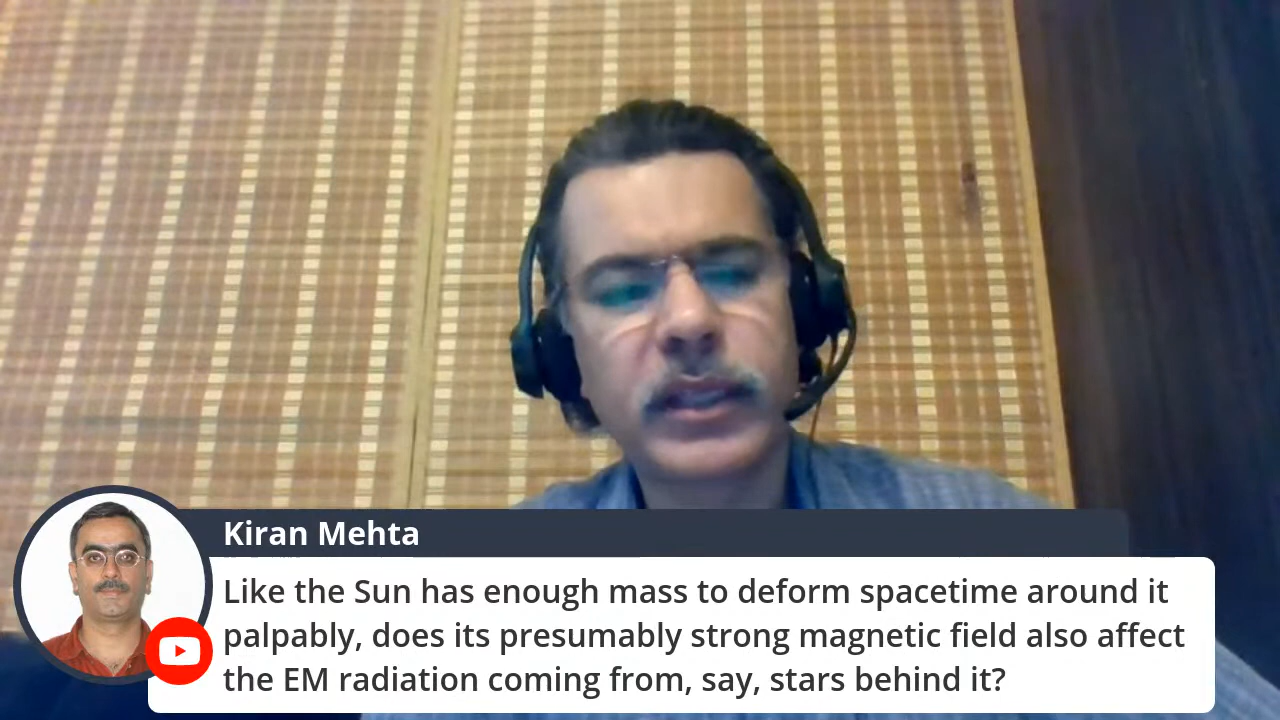 Kiran Mehta
Like the Sun has enough mass to deform spacetime around it
palpably, does its presumably strong magnetic field also affect
the EM radiation coming from, say, stars behind it?